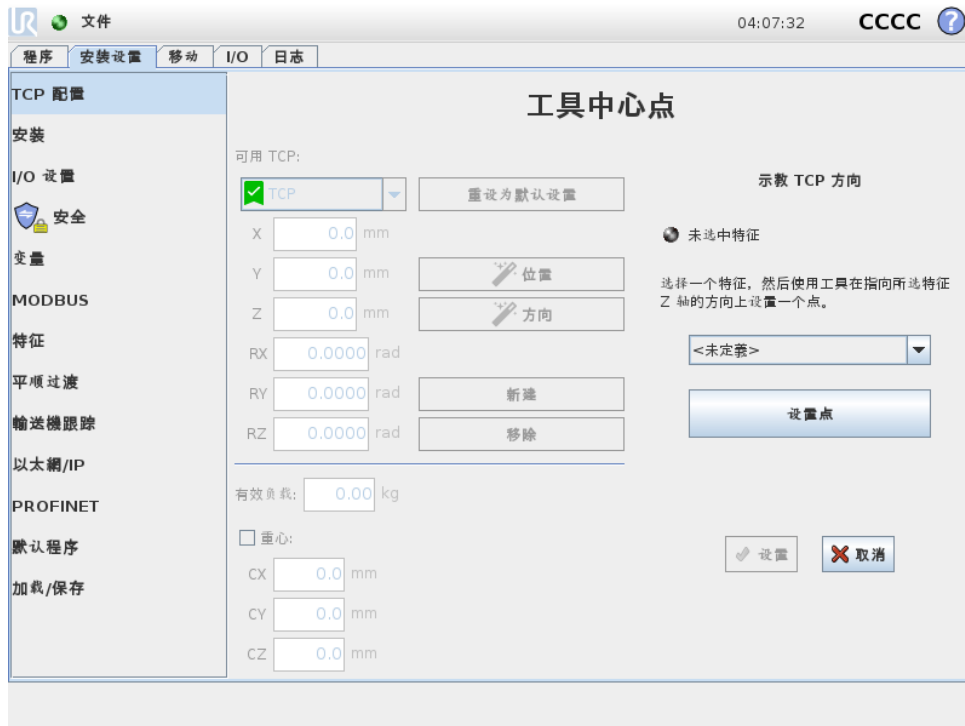 UR 文件 04:07:32 CCCC ?
程序 安装设置 移动 I/O 日志
TCP 配置
安装
I/O 设置
安全
变量
MODBUS
特征
平顺过渡
輸送機跟踪
以太網/IP
PROFINET
默认程序
加载/保存
工具中心点
可用 TCP:
TCP 重设为默认设置
X 0.0 mm
Y 0.0 mm 位置
Z 0.0 mm 方向
RX 0.0000 rad
RY 0.0000 rad 新建
RZ 0.0000 rad 移除
有效负载: 0.00 kg
重心:
CX 0.0 mm
CY 0.0 mm
CZ 0.0 mm
示教 TCP 方向
未选中特征
选择一个特征，然后使用工具在指向所选特征
Z 轴的方向上设置一个点。
<未定義>
设置点
设置 取消